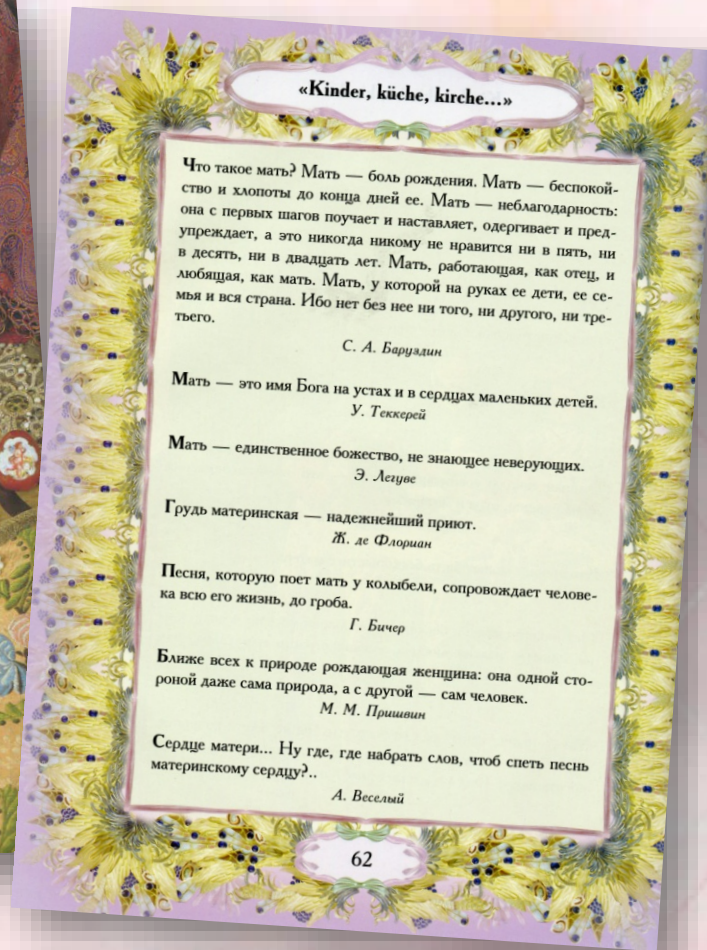 «Kinder, küche, kirche...»
Что такое мать? Мать — боль рождения. Мать — беспокой-
ство и хлопоты до конца дней ее. Мать — неблагодарность:
она с первых шагов поучает и наставляет, одергивает и пред-
упреждает, а это никогда никому не нравится ни в пять, ни
в десять, ни в двадцать лет. Мать, работающая, как отец, и
любящая, как мать. Мать, у которой на руках ее дети, ее се-
мья и вся страна. Ибо нет без нее ни того, ни другого, ни тре-
тьего.
С. А. Баруздин
Мать — это имя Бога на устах и в сердцах маленьких детей.
У. Теккерей
Мать — единственное божество, не знающее неверующих.
Э. Легуве
Грудь материнская — надежнейший приют.
Ж. де Флориан
Песня, которую поет мать у колыбели, сопровождает челове-
ка всю его жизнь, до гроба.
Г. Бичер
Ближе всех к природе рождающая женщина: она одной сто-
роной даже сама природа, а с другой — сам человек.
М. М. Пришвин
Сердце матери... Ну где, где набрать слов, чтоб спеть песнь
материнскому сердцу?..
А. Веселый
62